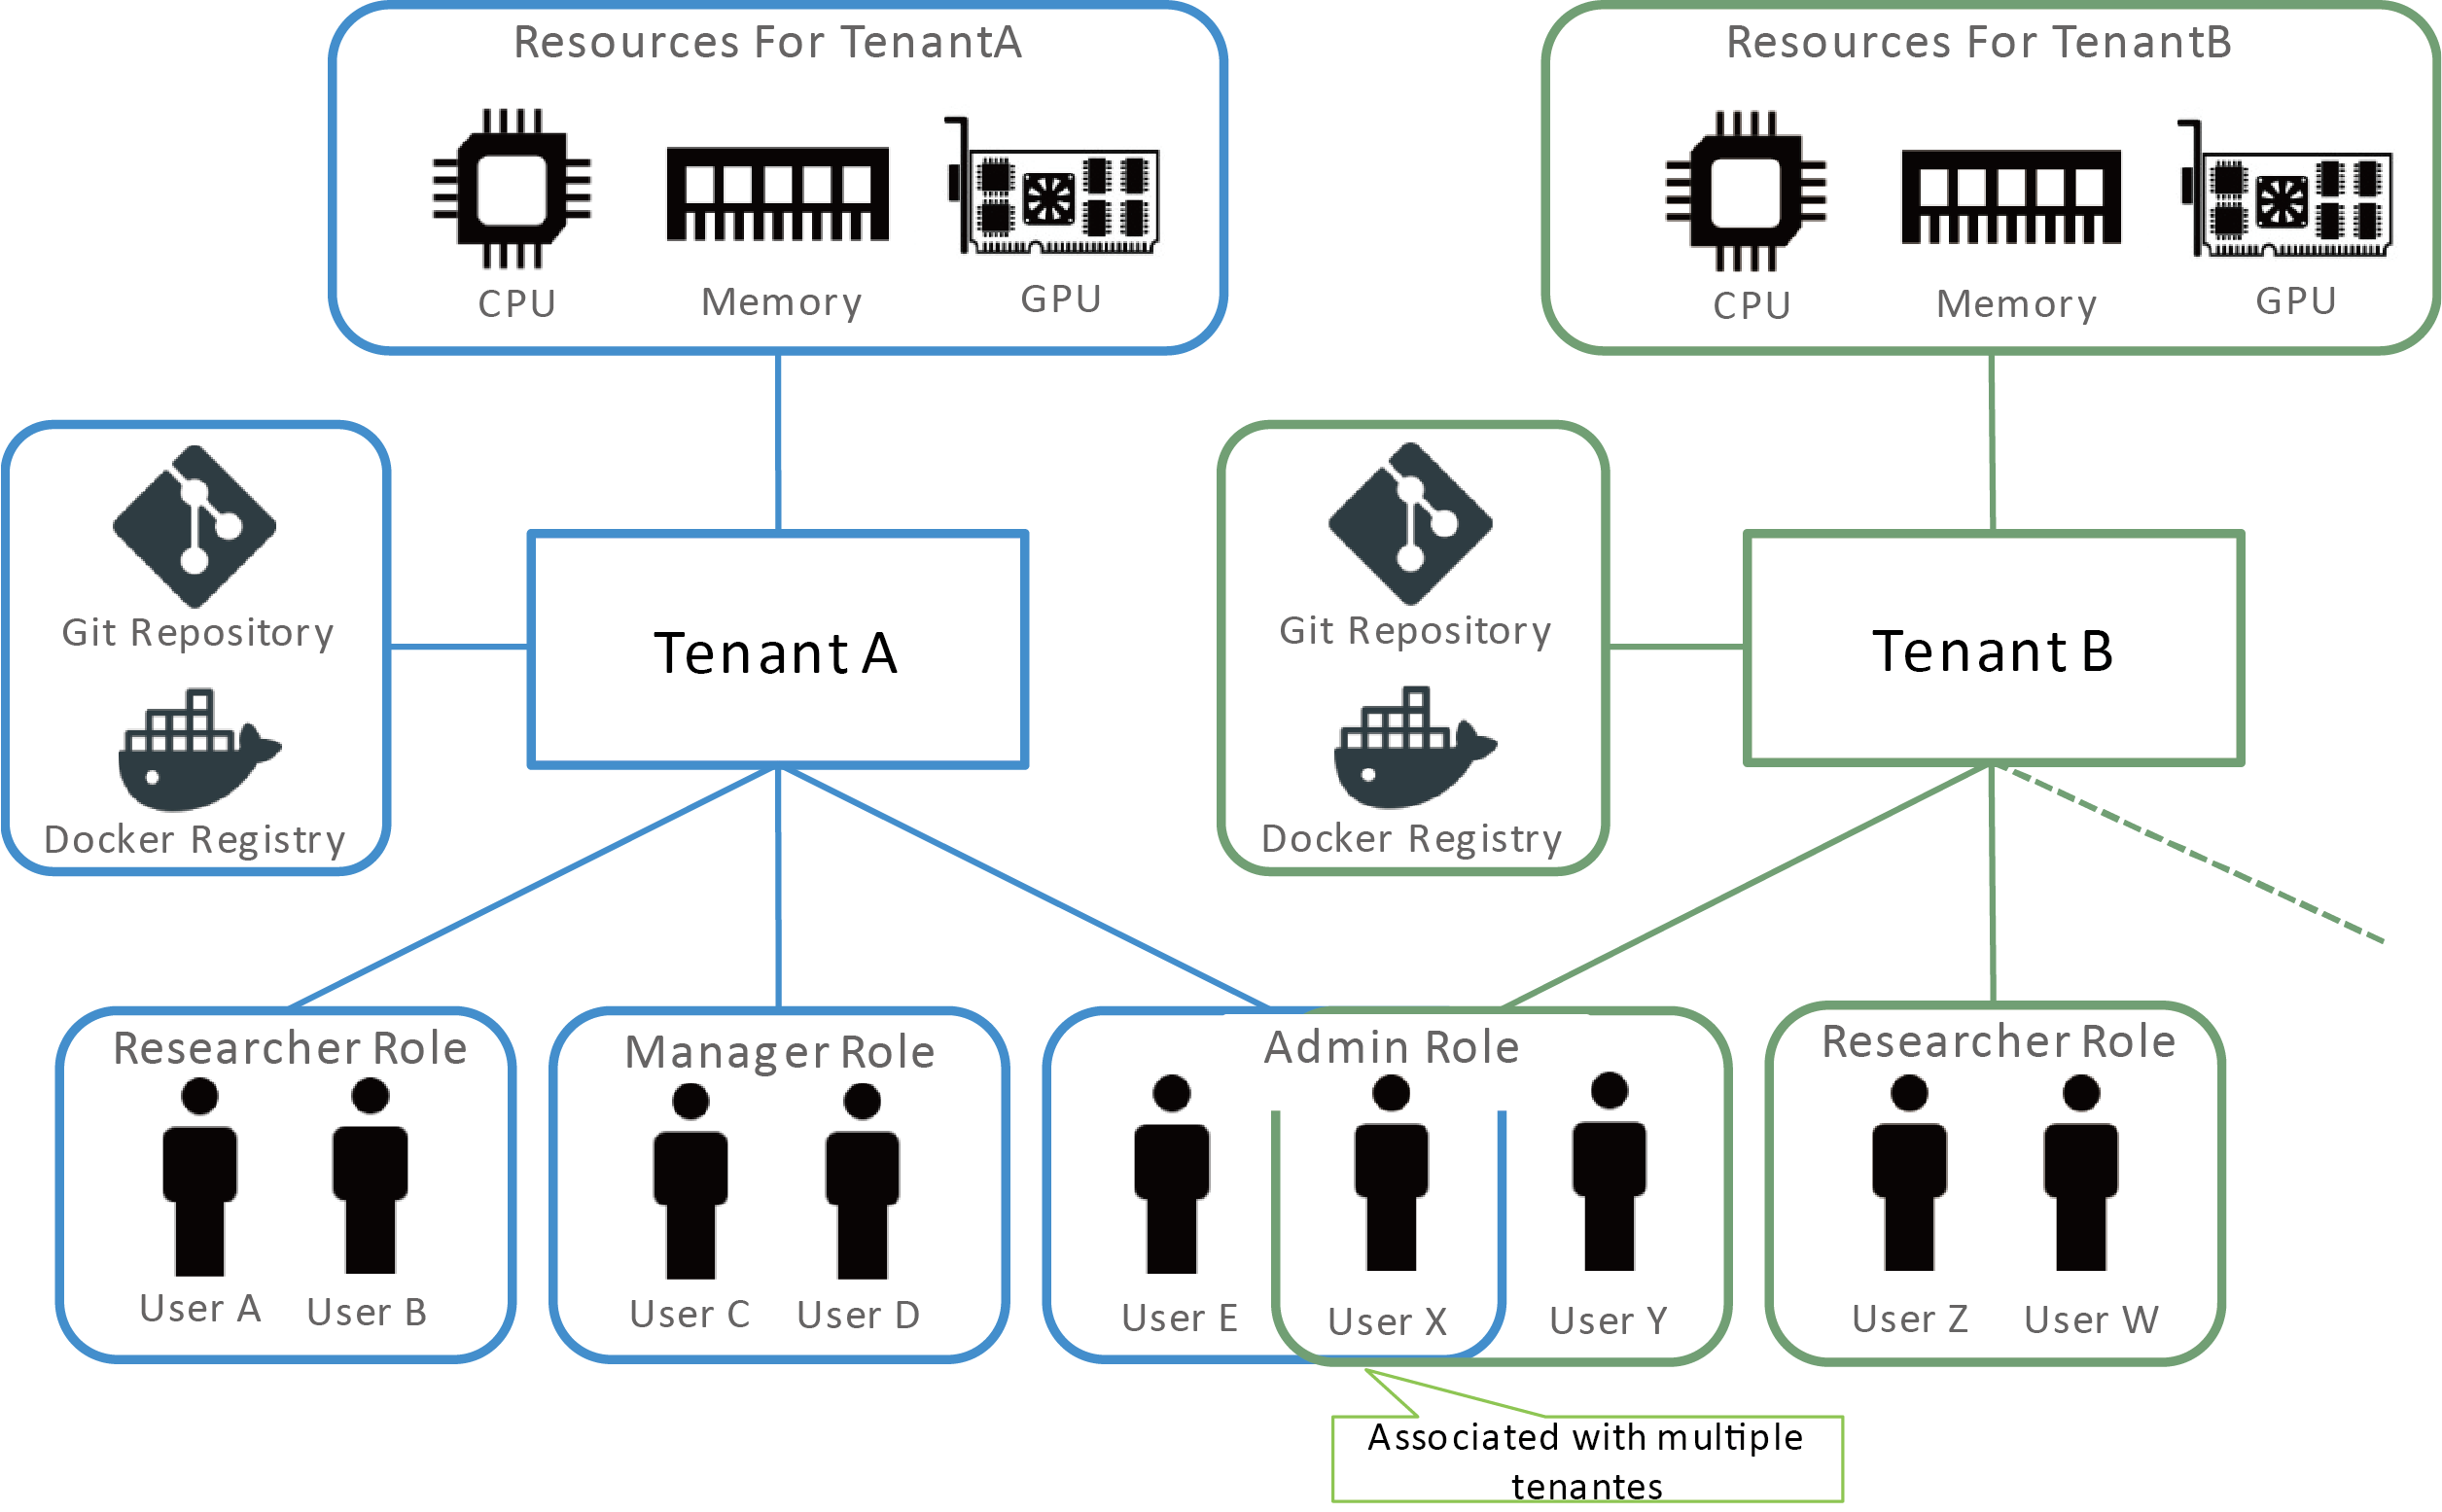 Resources For TenantA
CPU
Memory
GPU
Resources For TenantB
CPU
Memory
GPU
Git Repository
Docker Registry
Tenant A
Git Repository
Docker Registry
Tenant B
Researcher Role
User A
User B
Manager Role
User C
User D
Admin Role
User E
User X
User Y
Researcher Role
User Z
User W
Associated with multiple
tenantes